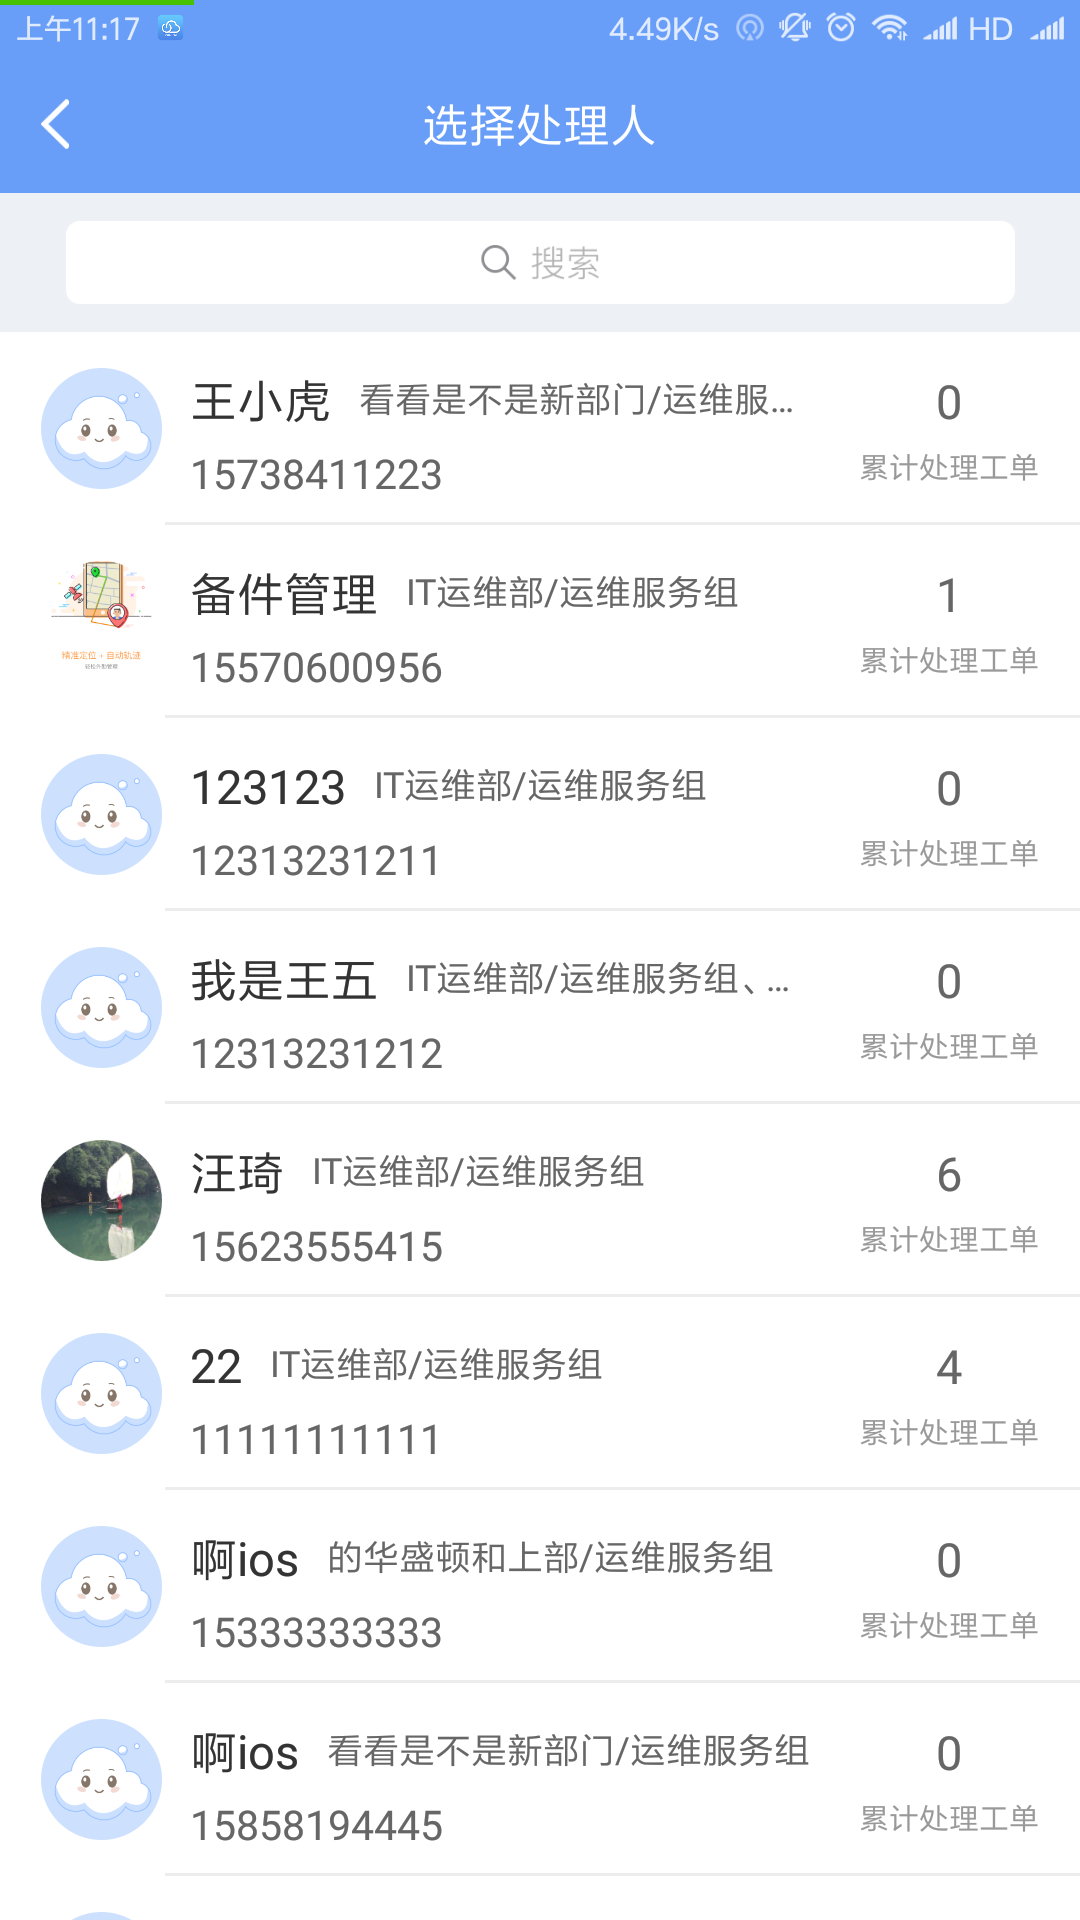 上午11:17 4.49K/s HD
选择处理人
搜索
王小虎 看看是不是新部门/运维服... 0
15738411223 累计处理工单
备件管理 IT运维部/运维服务组 1
精准定位 · 自动轨迹
15570600956 累计处理工单
123123 IT运维部/运维服务组 0
12313231211 累计处理工单
我是王五 IT运维部/运维服务组、... 0
12313231212 累计处理工单
汪琦 IT运维部/运维服务组 6
15623555415 累计处理工单
22 IT运维部/运维服务组 4
11111111111 累计处理工单
啊ios 的华盛顿和上部/运维服务组 0
15333333333 累计处理工单
啊ios 看看是不是新部门/运维服务组 0
15858194445 累计处理工单